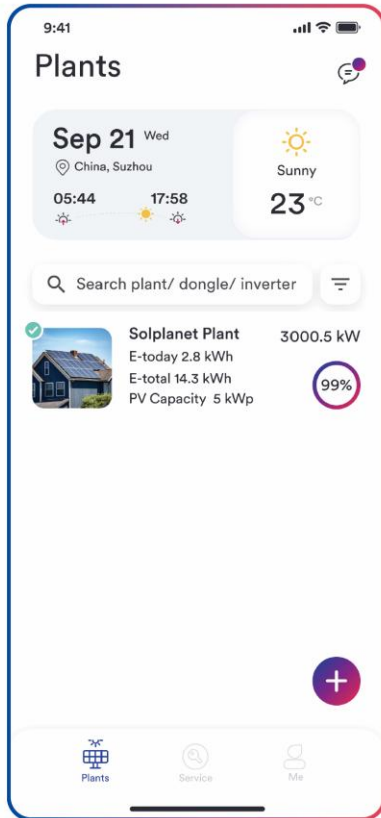 9:41
Plants
Sep 21 Wed
China, Suzhou
05:44 17:58
Sunny
23 °C
Search plant/ dongle/ inverter
Solplanet Plant 3000.5 kW
E-today 2.8 kWh
E-total 14.3 kWh
PV Capacity 5 kWp
99%
Plants Service Me